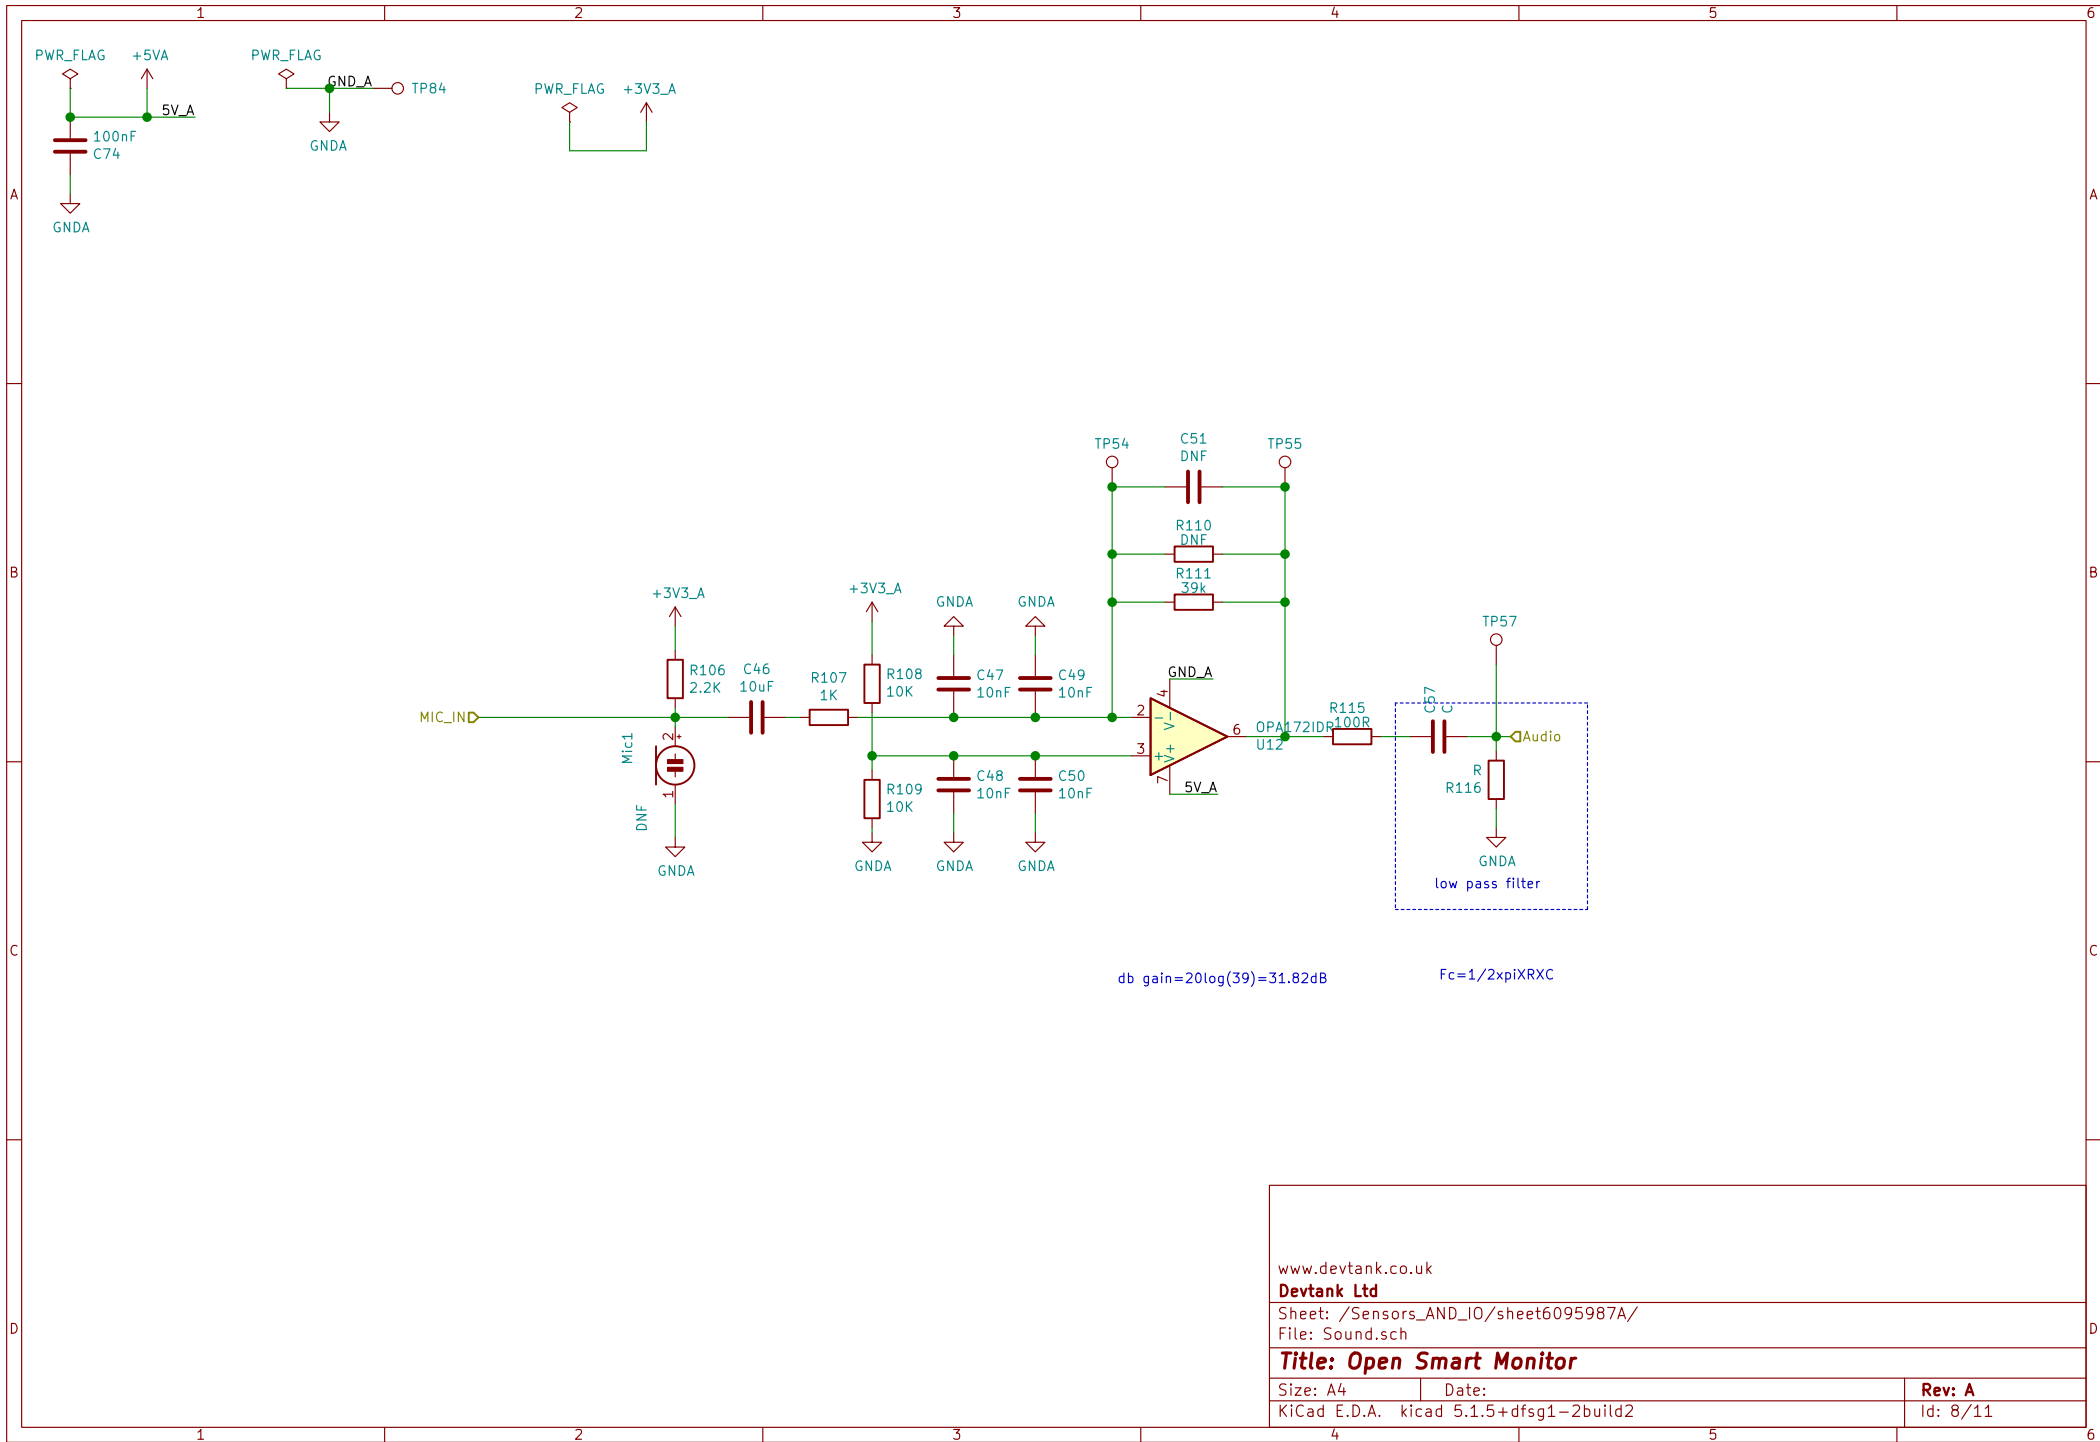 1 2 3 4 5 6
PWR_FLAG +5VA
5V_A
100nF
C74
GNDA
PWR_FLAG
GND_A
TP84
GNDA
PWR_FLAG +3V3_A
A A
B B
C C
D D
TP54
C51
DNF
TP55
R110
DNF
R111
39k
+3V3_A
R106
2.2K
C46
10uF
R107
1K
+3V3_A
R108
10K
GNDA
C47
10nF
GNDA
C49
10nF
MIC_IN
Mic1
2
+
1
DNF
GNDA
R109
10K
GNDA
C48
10nF
GNDA
C50
10nF
GNDA
GND_A
4
2
-
V-
3
+
V+
7
5V_A
6
OPA172IDR
U12
R115
100R
C57
C
TP57
Audio
R
R116
GNDA
low pass filter
db gain=20log(39)=31.82dB
Fc=1/2xpiXRXC
www.devtank.co.uk
Devtank Ltd
Sheet: /Sensors_AND_IO/sheet6095987A/
File: Sound.sch
Title: Open Smart Monitor
Size: A4 Date: Rev: A
KiCad E.D.A. kicad 5.1.5+dfsg1-2build2 Id: 8/11
1 2 3 4 5 6